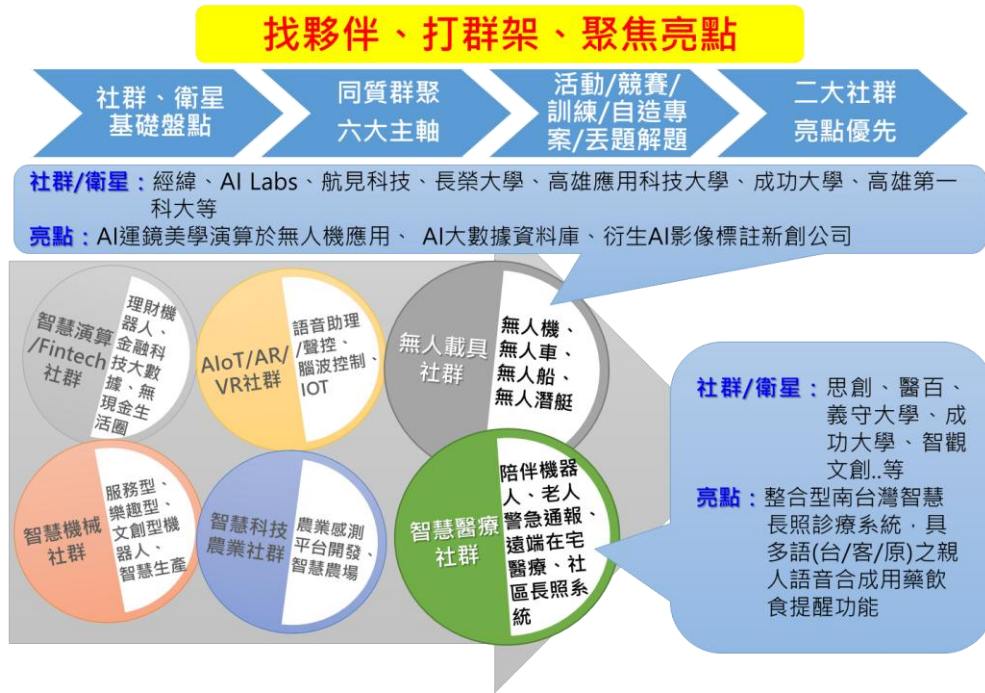 找夥伴、打群架、聚焦亮點
社群、衛星
基礎盤點
同質群聚
六大主軸
活動/競賽/
訓練/自造專
案/丟題解題
二大社群
亮點優先
社群/衛星：經緯、AI Labs、航見科技、長榮大學、高雄應用科技大學、成功大學、高雄第一
科大等
亮點：AI運鏡美學演算於無人機應用、 AI大數據資料庫、衍生AI影像標註新創公司
智慧演算
/Fintech
社群
理財機
器人、
金融科
技大數
據、無
現金生
活圈
AIoT/AR/
VR社群
語音助理
/聲控、
腦波控制、
IOT
無人載具
社群
無人機、
無人車、
無人船、
無人潛艇
智慧機械
社群
服務型、
樂趣型、
文創型機
器人、
智慧生產
智慧科技
農業社群
農業感測
平台開發、
智慧農場
智慧醫療
社群
陪伴機器
人、老人
警急通報、
遠端在宅
醫療、社
區長照系
統
社群/衛星：思創、醫百、
義守大學、成
功大學、智觀
文創..等
亮點：整合型南台灣智慧
長照診療系統，具
多語(台/客/原)之親
人語音合成用藥飲
食提醒功能